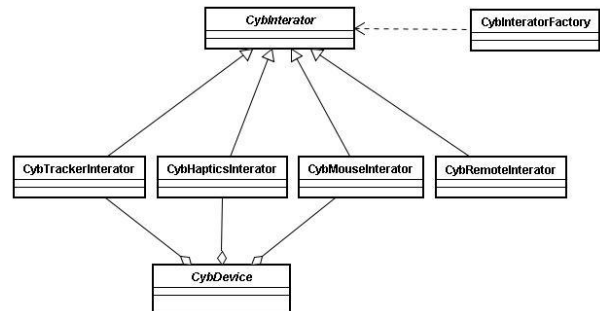 CybInterator
CybInteratorFactory
CybTrackerInterator
CybHapticsInterator
CybMouseInterator
CybRemoteInterator
CybDevice